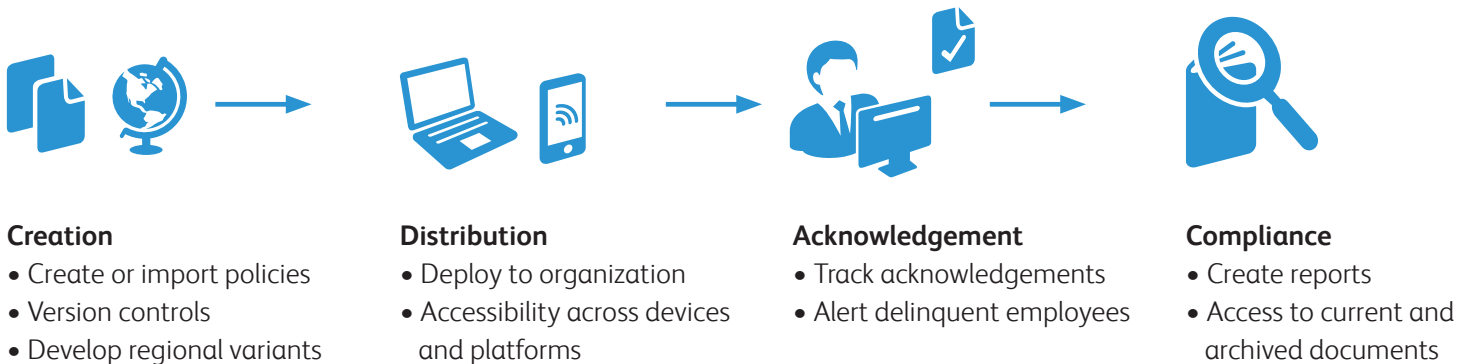 Creation
• Create or import policies
• Version controls
• Develop regional variants
Distribution
• Deploy to organization
• Accessibility across devices
and platforms
Acknowledgement
• Track acknowledgements
• Alert delinquent employees
Compliance
• Create reports
• Access to current and
archived documents